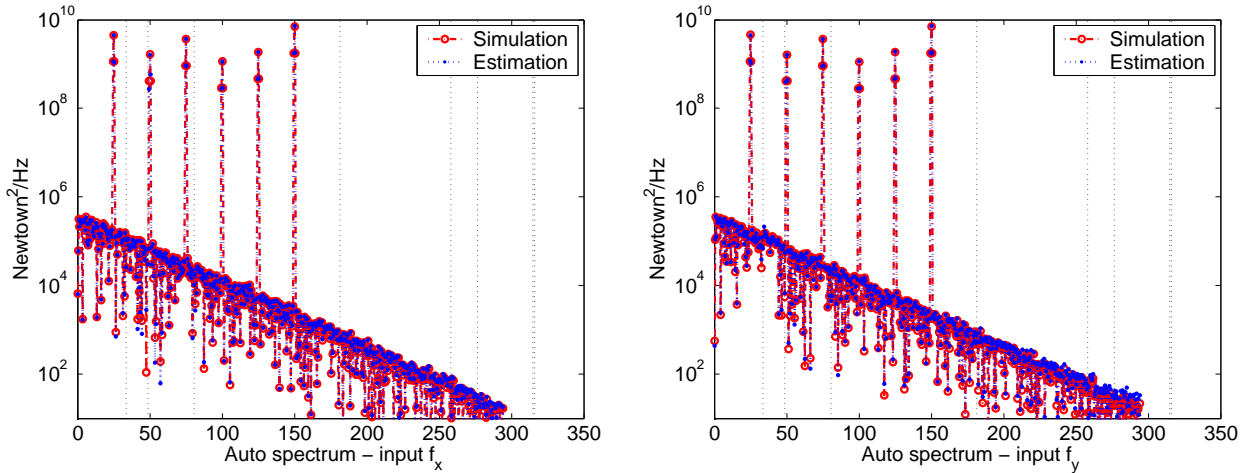 10^10
10^8
10^6
10^4
10^2
Newtown^2/Hz
0 50 100 150 200 250 300 350
Auto spectrum − input f_x
Simulation
Estimation
10^10
10^8
10^6
10^4
10^2
Newtown^2/Hz
0 50 100 150 200 250 300 350
Auto spectrum − input f_y
Simulation
Estimation